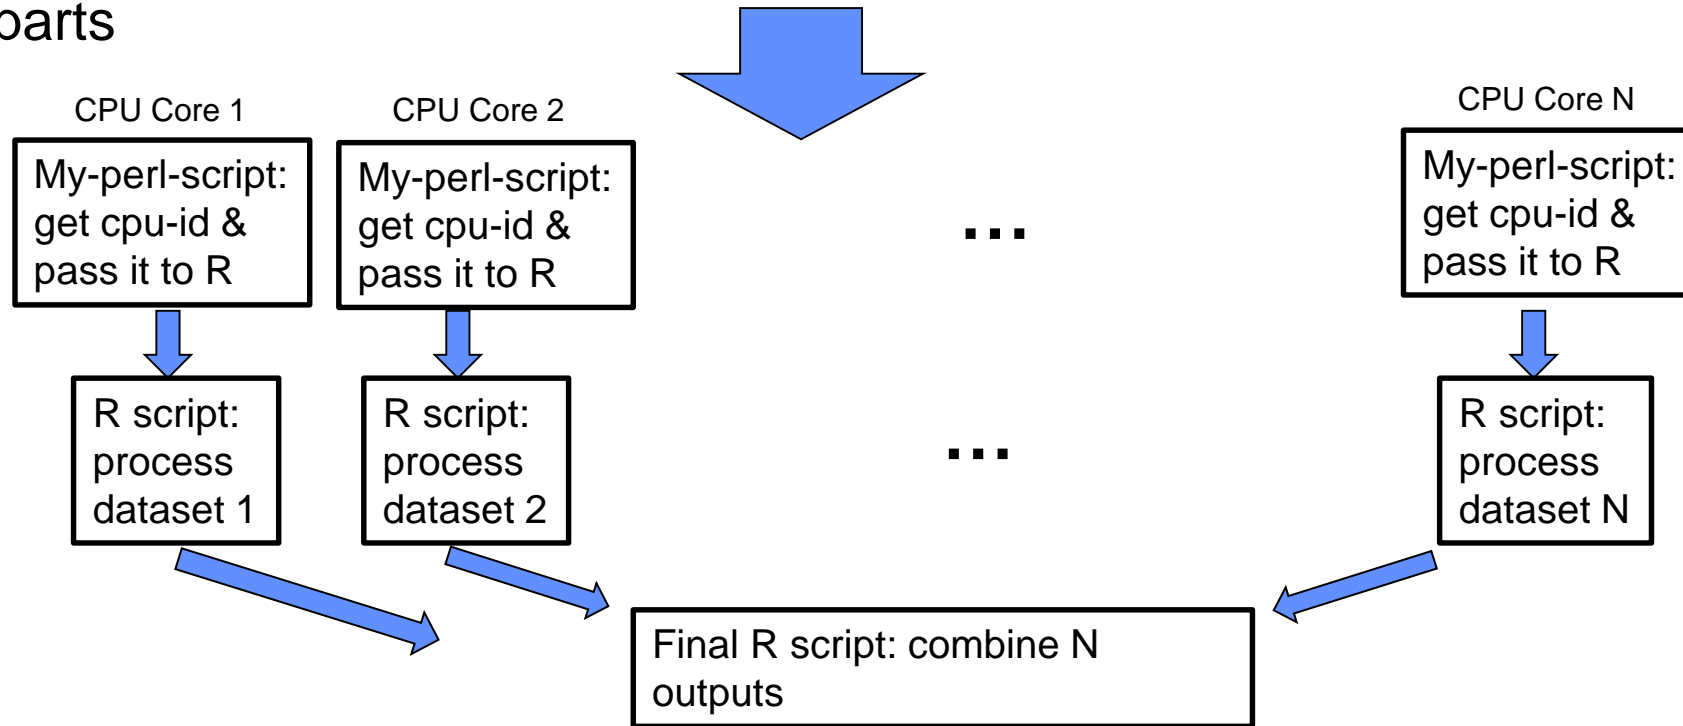 parts
CPU Core 1
CPU Core 2
CPU Core N
My-perl-script:
get cpu-id &
pass it to R
My-perl-script:
get cpu-id &
pass it to R
...
My-perl-script:
get cpu-id &
pass it to R
R script:
process
dataset 1
R script:
process
dataset 2
...
R script:
process
dataset N
Final R script: combine N
outputs